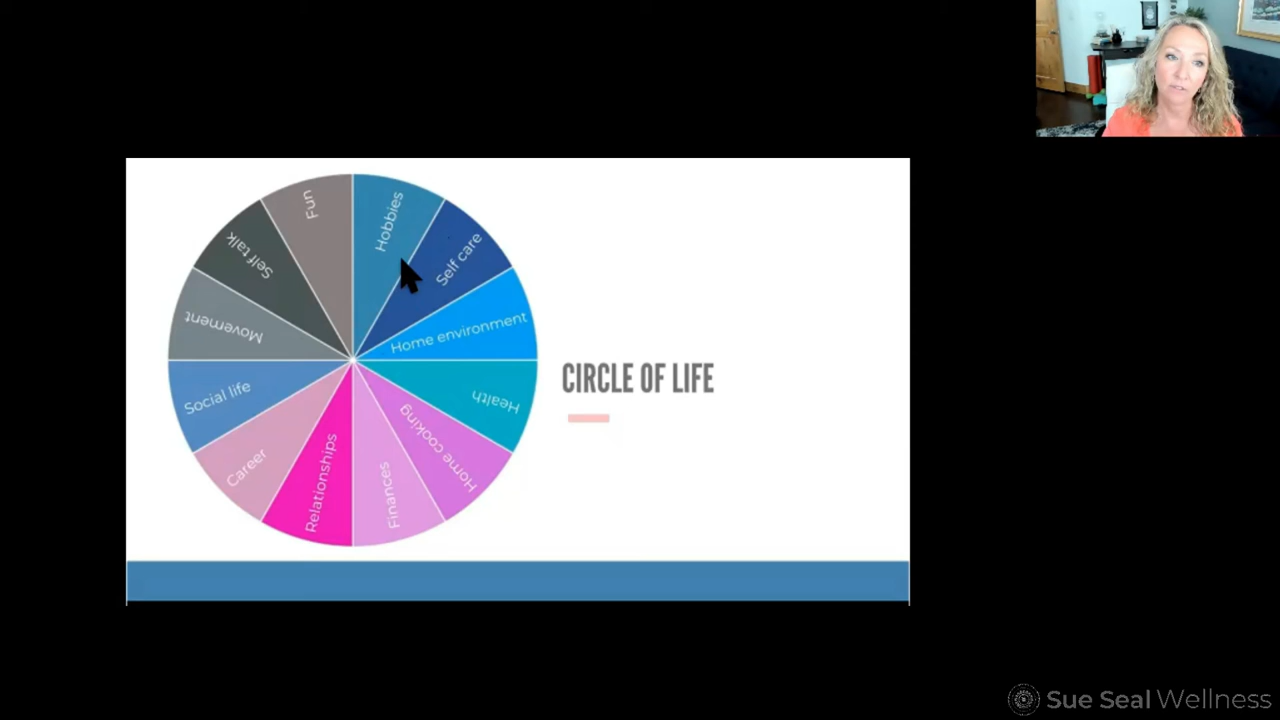 Fun
Hobbies
Self care
Home environment
Health
Home cooking
Finances
Relationships
Career
Social life
Movement
Self talk
CIRCLE OF LIFE
Sue Seal Wellness